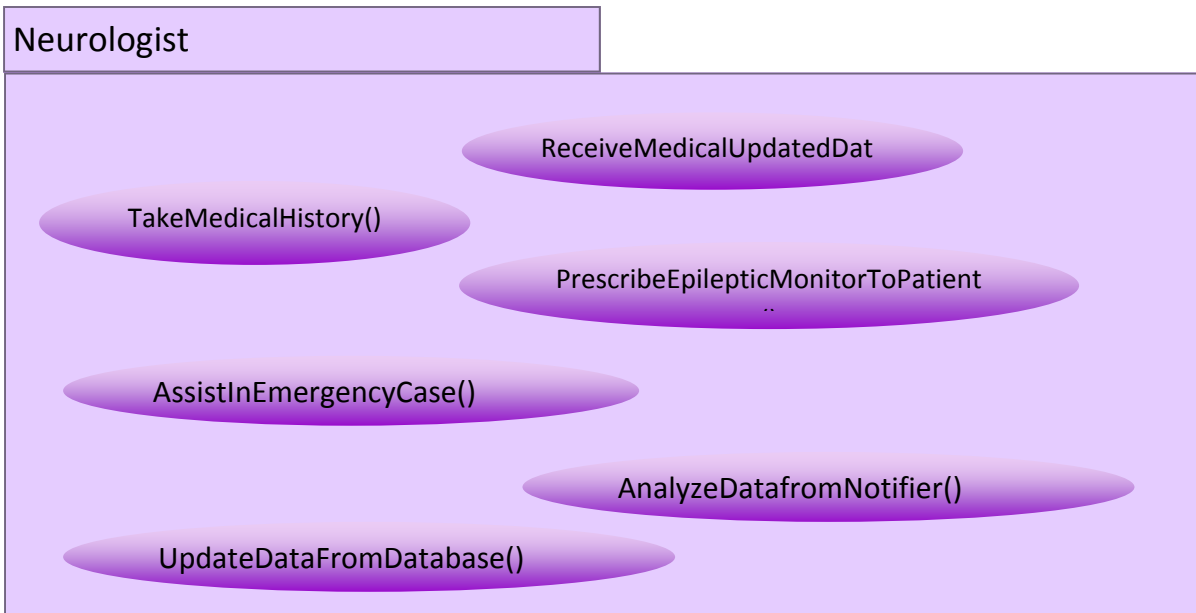 Neurologist
ReceiveMedicalUpdatedDat
TakeMedicalHistory()
PrescribeEpilepticMonitorToPatient
AssistInEmergencyCase()
AnalyzeDatafromNotifier()
UpdateDataFromDatabase()